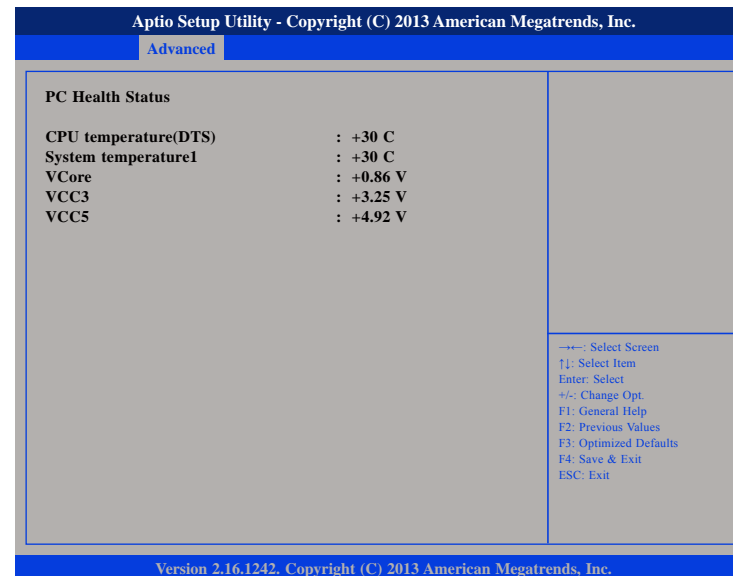 Aptio Setup Utility - Copyright (C) 2013 American Megatrends, Inc.
Advanced
PC Health Status
CPU temperature(DTS) : +30 C
System temperature1 : +30 C
VCore : +0.86 V
VCC3 : +3.25 V
VCC5 : +4.92 V
→←: Select Screen
↑↓: Select Item
Enter: Select
+/-: Change Opt.
F1: General Help
F2: Previous Values
F3: Optimized Defaults
F4: Save & Exit
ESC: Exit
Version 2.16.1242. Copyright (C) 2013 American Megatrends, Inc.